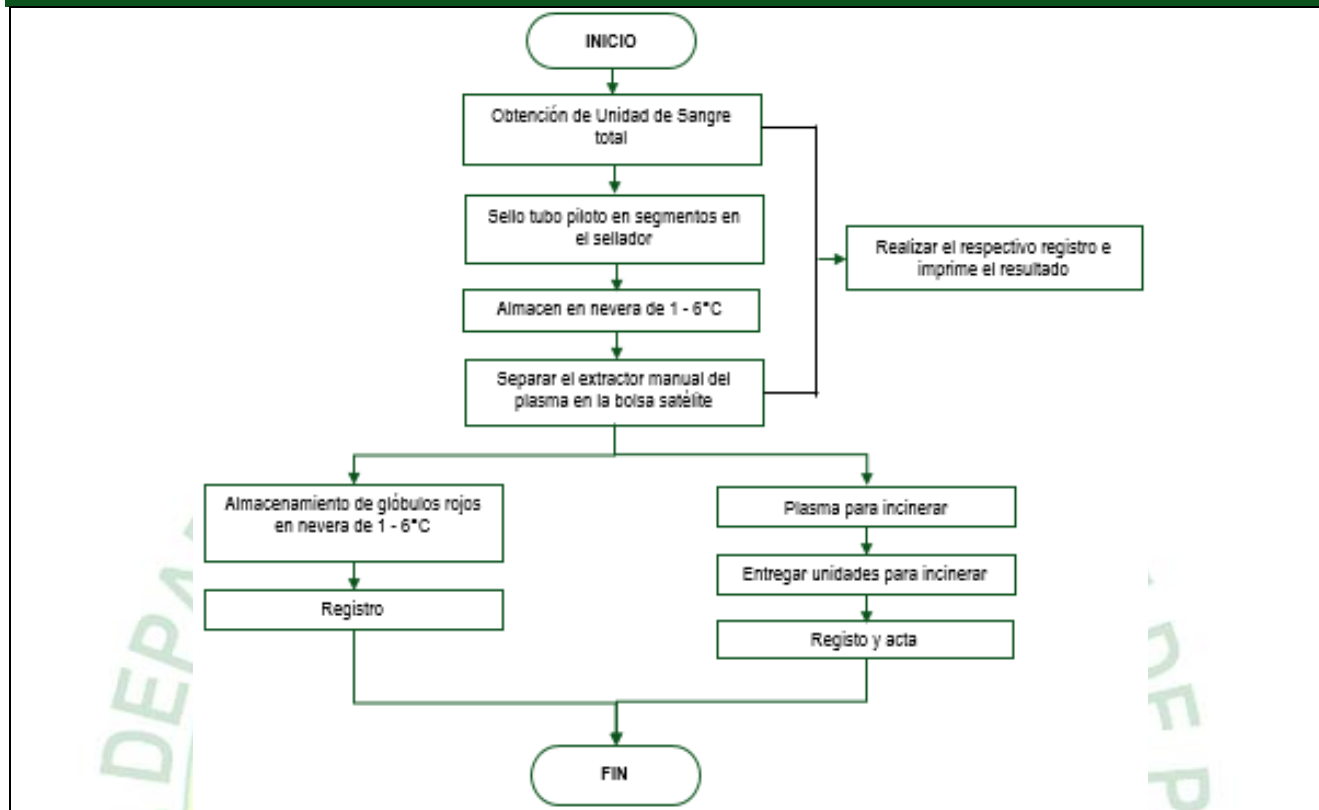 INICIO
Obtención de Unidad de Sangre
total
Sello tubo piloto en segmentos en
el sellador
Realizar el respectivo registro e
imprime el resultado
Almacen en nevera de 1 - 6°C
Separar el extractor manual del
plasma en la bolsa satélite
Almacenamiento de glóbulos rojos
en nevera de 1 - 6°C
Registro
Plasma para incinerar
Entregar unidades para incinerar
Registo y acta
FIN
DEPA
DE P